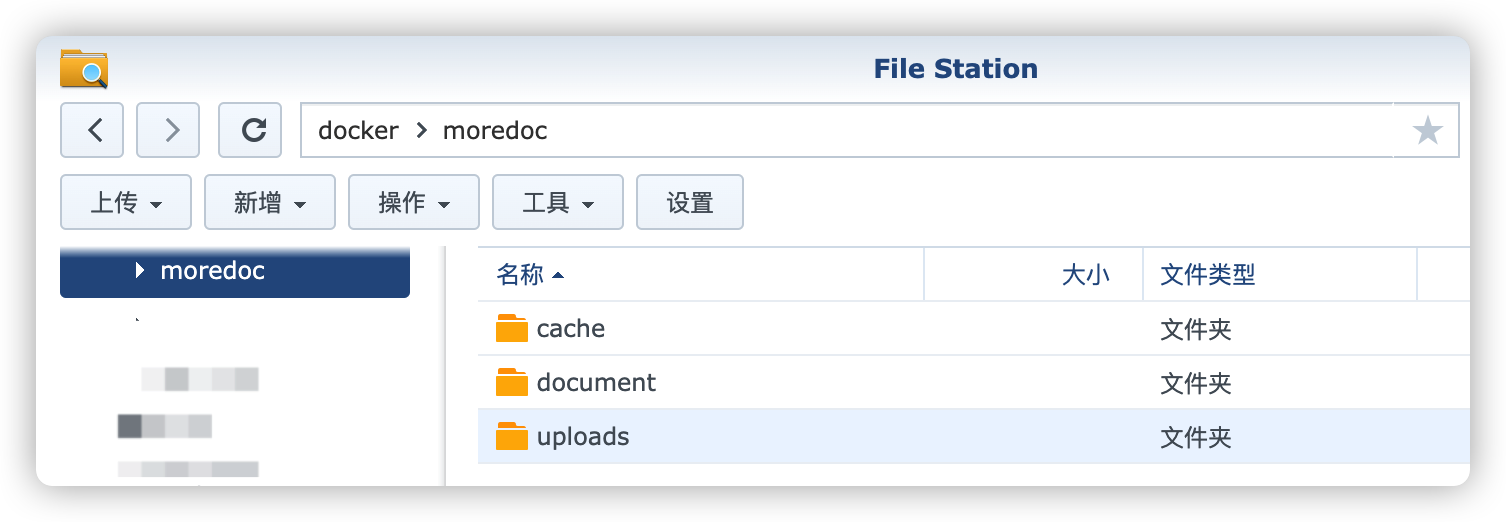 File Station
docker > moredoc
上传 新增 操作 工具 设置
moredoc
名称 大小 文件类型
cache 文件夹
document 文件夹
uploads 文件夹